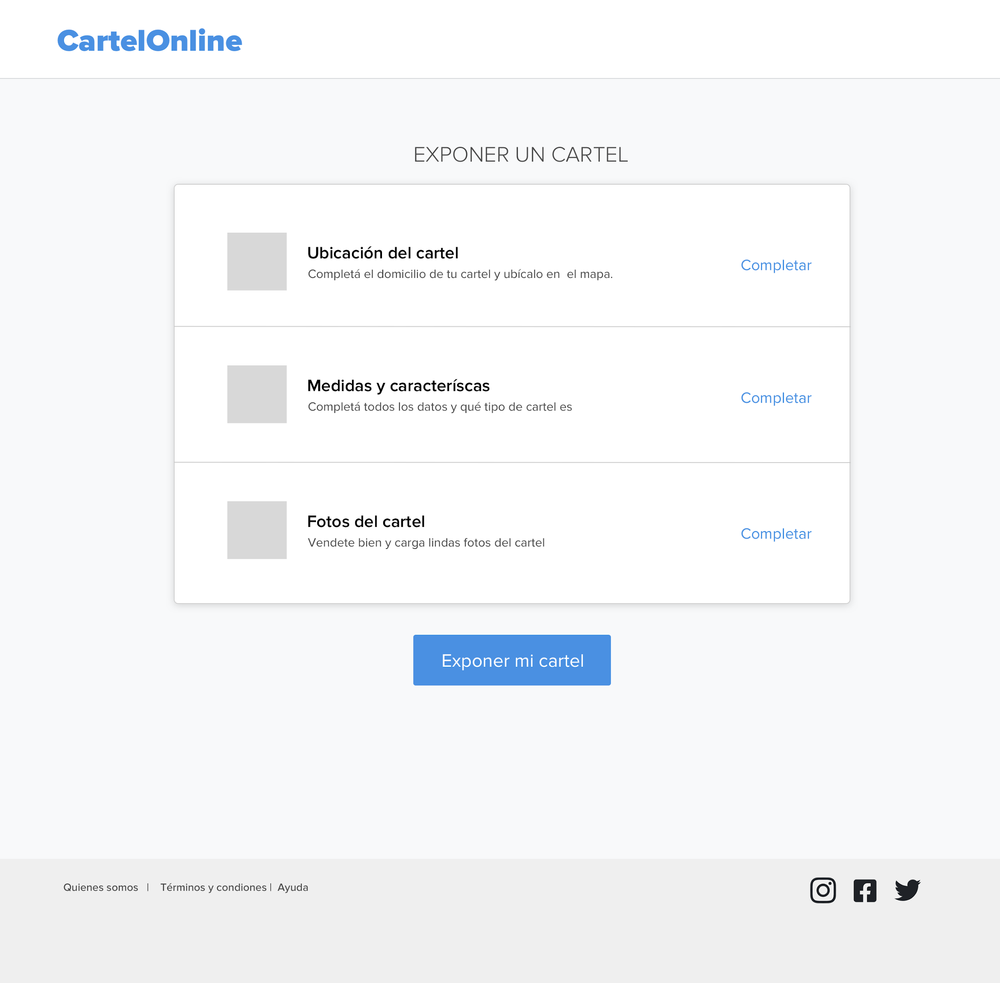 CartelOnline
EXPONER UN CARTEL
Ubicación del cartel
Completá el domicilio de tu cartel y ubícalo en  el mapa.
Completar
Medidas y caracteríscas
Completá todos los datos y qué tipo de cartel es
Completar
Fotos del cartel
Vendete bien y carga lindas fotos del cartel
Completar
Exponer mi cartel
Quienes somos | Términos y condiones | Ayuda